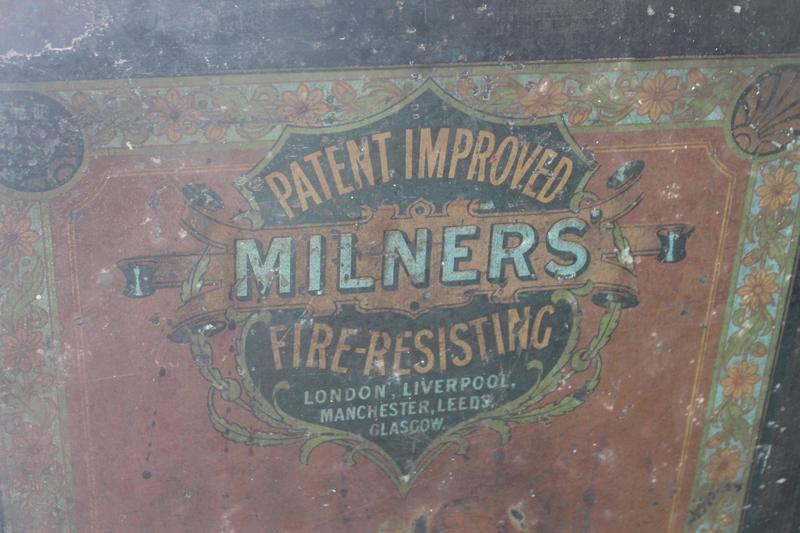 PATENT IMPROVED
MILNERS'
FIRE-RESISTING
LONDON, LIVERPOOL,
MANCHESTER, LEEDS,
GLASGOW.